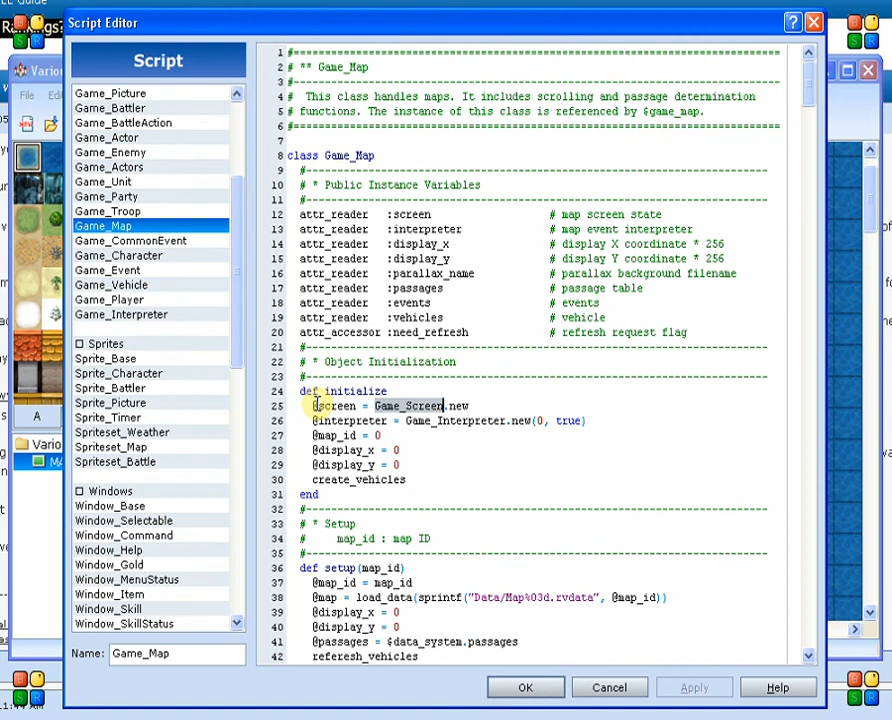 EE Guide
Rankings?
Script Editor
Vario
File
Script
Game_Picture
Game_Battler
Game_BattleAction
Game_Actor
Game_Enemy
Game_Actors
Game_Unit
Game_Party
Game_Troop
Game_Map
Game_CommonEvent
Game_Character
Game_Event
Game_Vehicle
Game_Player
Game_Interpreter
□ Sprites
Sprite_Base
Sprite_Character
Sprite_Battler
Sprite_Picture
Sprite_Timer
Spriteset_Weather
Spriteset_Map
Spriteset_Battle
□ Windows
Window_Base
Window_Selectable
Window_Command
Window_Help
Window_Gold
Window_MenuStatus
Window_Item
Window_Skill
Window_SkillStatus
Name: Game_Map
A
Vario
1 #==============================================================================
2 # ** Game_Map
3 #------------------------------------------------------------------------------
4 #  This class handles maps. It includes scrolling and passage determination
5 # functions. The instance of this class is referenced by $game_map.
6 #==============================================================================
7
8 class Game_Map
9 #--------------------------------------------------------------------------
10 # * Public Instance Variables
11 #--------------------------------------------------------------------------
12 attr_reader   :screen                   # map screen state
13 attr_reader   :interpreter              # map event interpreter
14 attr_reader   :display_x                # display X coordinate * 256
15 attr_reader   :display_y                # display Y coordinate * 256
16 attr_reader   :parallax_name            # parallax background filename
17 attr_reader   :passages                 # passage table
18 attr_reader   :events                   # events
19 attr_reader   :vehicles                 # vehicle
20 attr_accessor :need_refresh             # refresh request flag
21 #--------------------------------------------------------------------------
22 # * Object Initialization
23 #--------------------------------------------------------------------------
24 def initialize
25 @screen = Game_Screen.new
26 @interpreter = Game_Interpreter.new(0, true)
27 @map_id = 0
28 @display_x = 0
29 @display_y = 0
30 create_vehicles
31 end
32 #--------------------------------------------------------------------------
33 # * Setup
34 #     map_id : map ID
35 #--------------------------------------------------------------------------
36 def setup(map_id)
37 @map_id = map_id
38 @map = load_data(sprintf("Data/Map%03d.rvdata", @map_id))
39 @display_x = 0
40 @display_y = 0
41 @passages = $data_system.passages
42 referesh_vehicles
OK
Cancel
Apply
Help